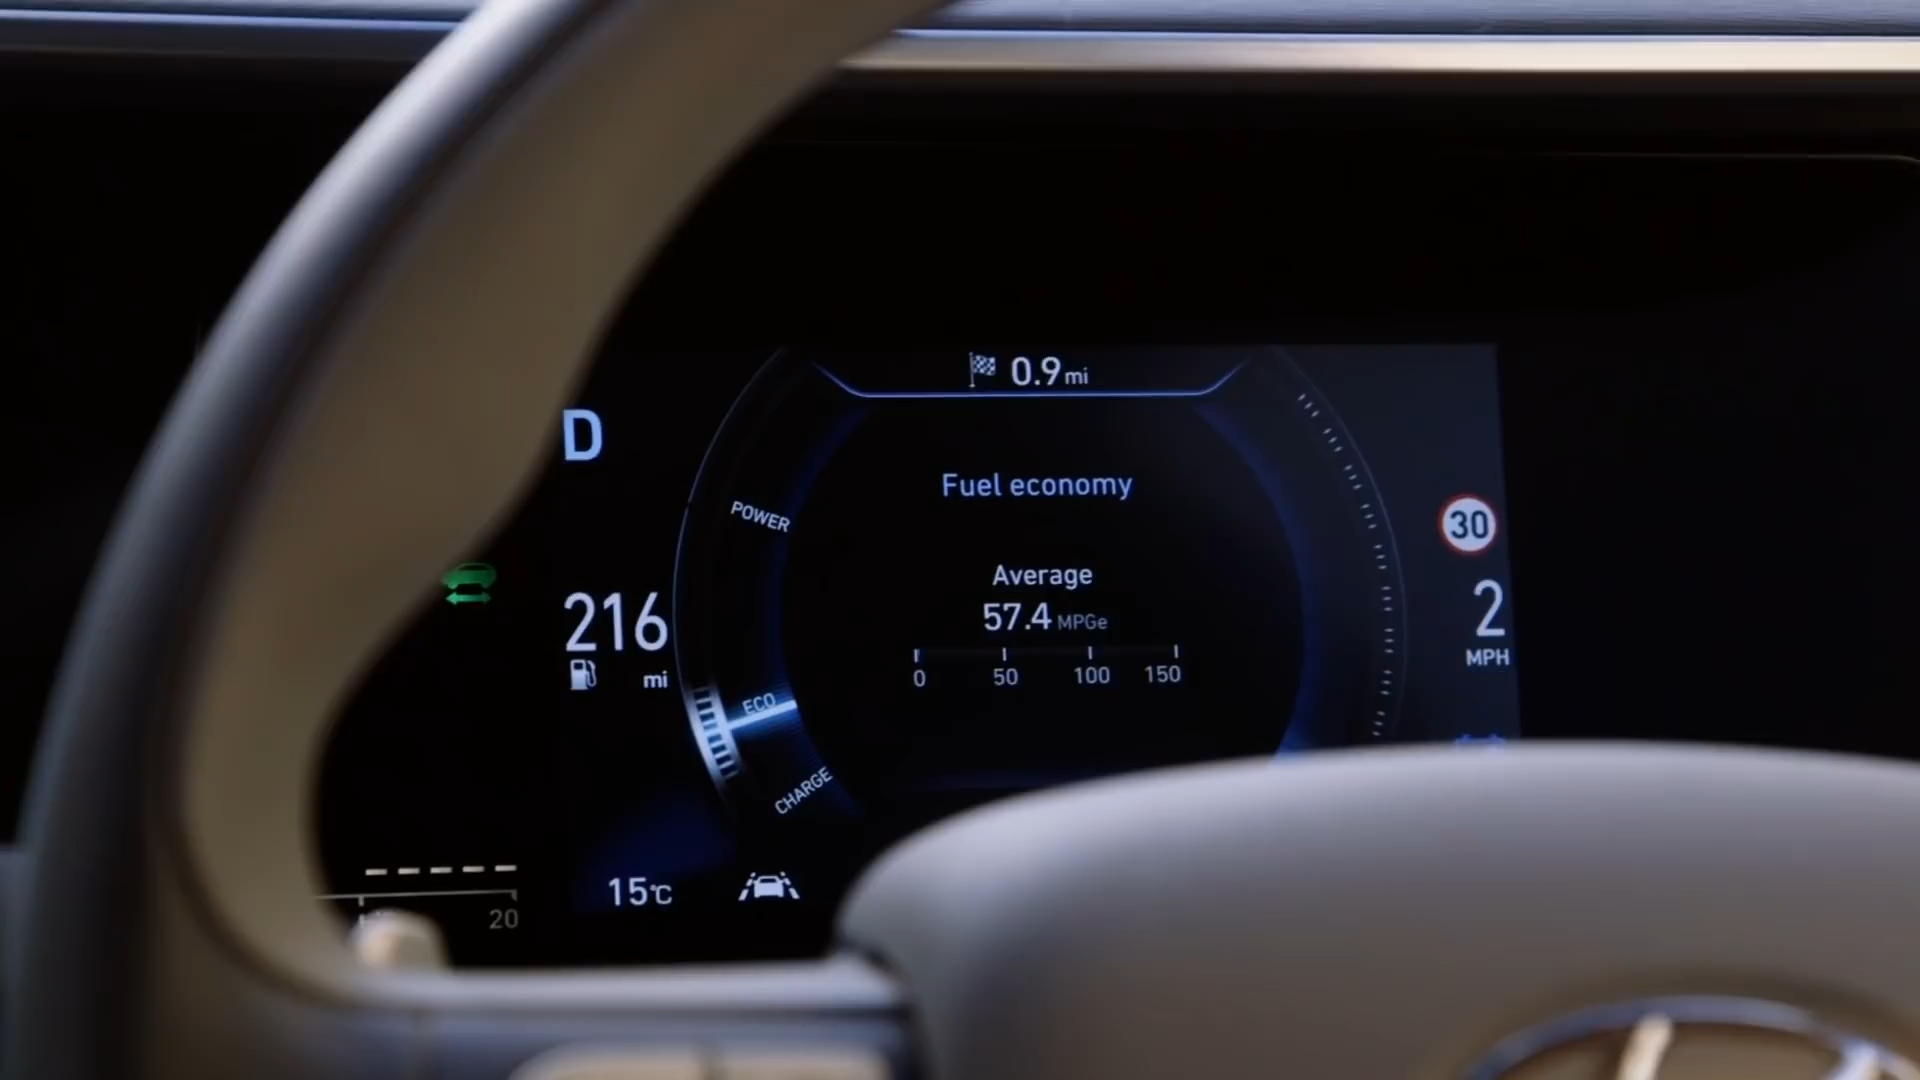 0.9 mi
D
Fuel economy
POWER
30
Average
216
57.4 MPGe
2
MPH
mi
0 50 100 150
ECO
CHARGE
15℃
20